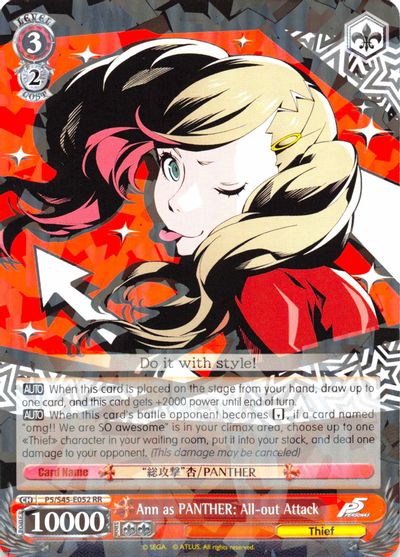 LEVEL
3
2
COST
Do it with style!
AUTO When this card is placed on the stage from your hand, draw up to
one card, and this card gets +2000 power until end of turn.
AUTO When this card's battle opponent becomes [ ], if a card named
"omg!! We are SO awesome" is in your climax area, choose up to one
«Thief» character in your waiting room, put it into your stock, and deal one
damage to your opponent. (This damage may be cancelled)
Card Name
"総攻撃"杏/PANTHER
CH P5/S45-E052 RR
Ann as PANTHER: All-out Attack
P5
PERSONA5
POWER
10000
Thief
© SEGA © ATLUS. All rights reserved.